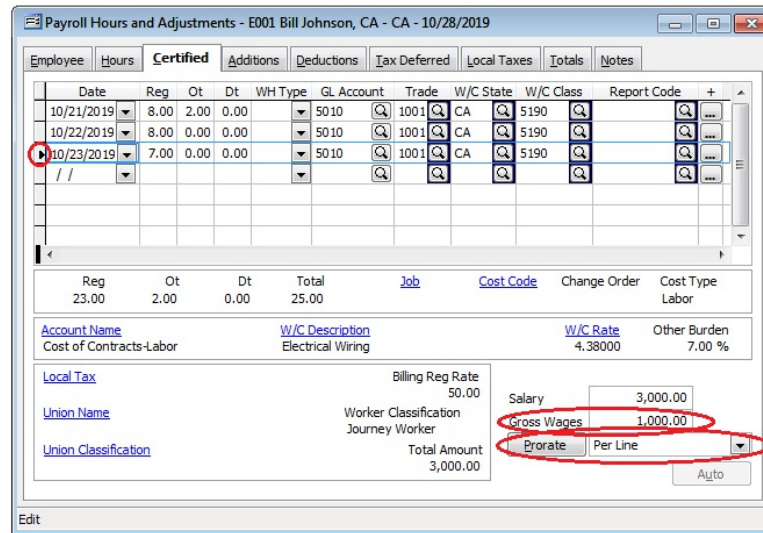 Payroll Hours and Adjustments - E001 Bill Johnson, CA - CA - 10/28/2019
Employee Hours Certified Additions Deductions Tax Deferred Local Taxes Totals Notes
Date Reg Ot Dt WH Type GL Account Trade W/C State W/C Class Report Code +
10/21/2019 8.00 2.00 0.00 5010 1001 CA 5190 ...
10/22/2019 8.00 0.00 0.00 5010 1001 CA 5190 ...
10/23/2019 7.00 0.00 0.00 5010 1001 CA 5190 ...
/ / ...
Reg Ot Dt Total Job Cost Code Change Order Cost Type
23.00 2.00 0.00 25.00 Labor
Account Name W/C Description W/C Rate Other Burden
Cost of Contracts-Labor Electrical Wiring 4.38000 7.00 %
Local Tax Billing Reg Rate
50.00
Salary 3,000.00
Union Name Worker Classification
Gross Wages 1,000.00
Journey Worker
Prorate Per Line
Union Classification Total Amount
3,000.00
Auto
Edit